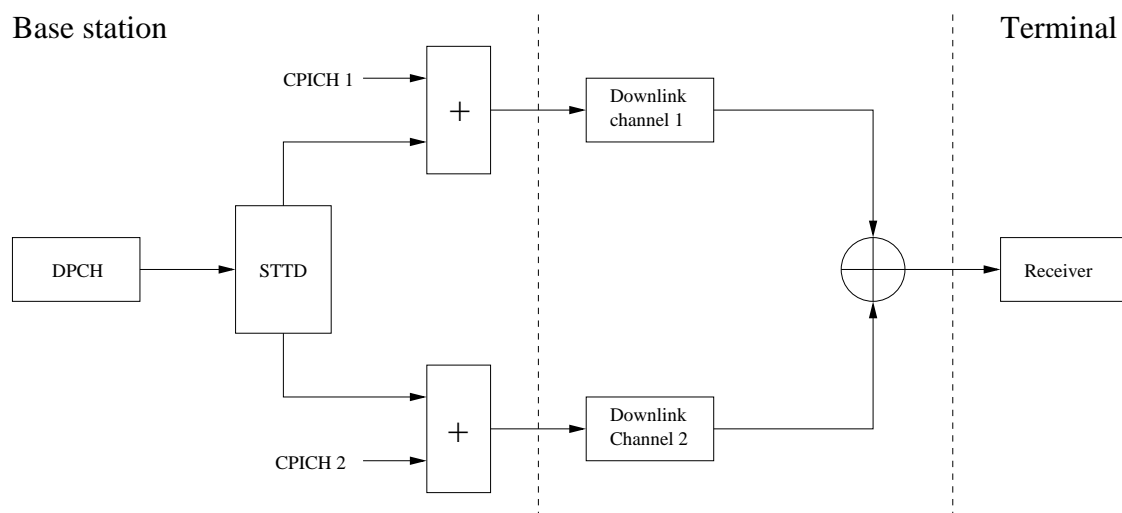 Base station
Terminal
CPICH 1
+
Downlink
channel 1
DPCH
STTD
Receiver
Downlink
Channel 2
+
CPICH 2